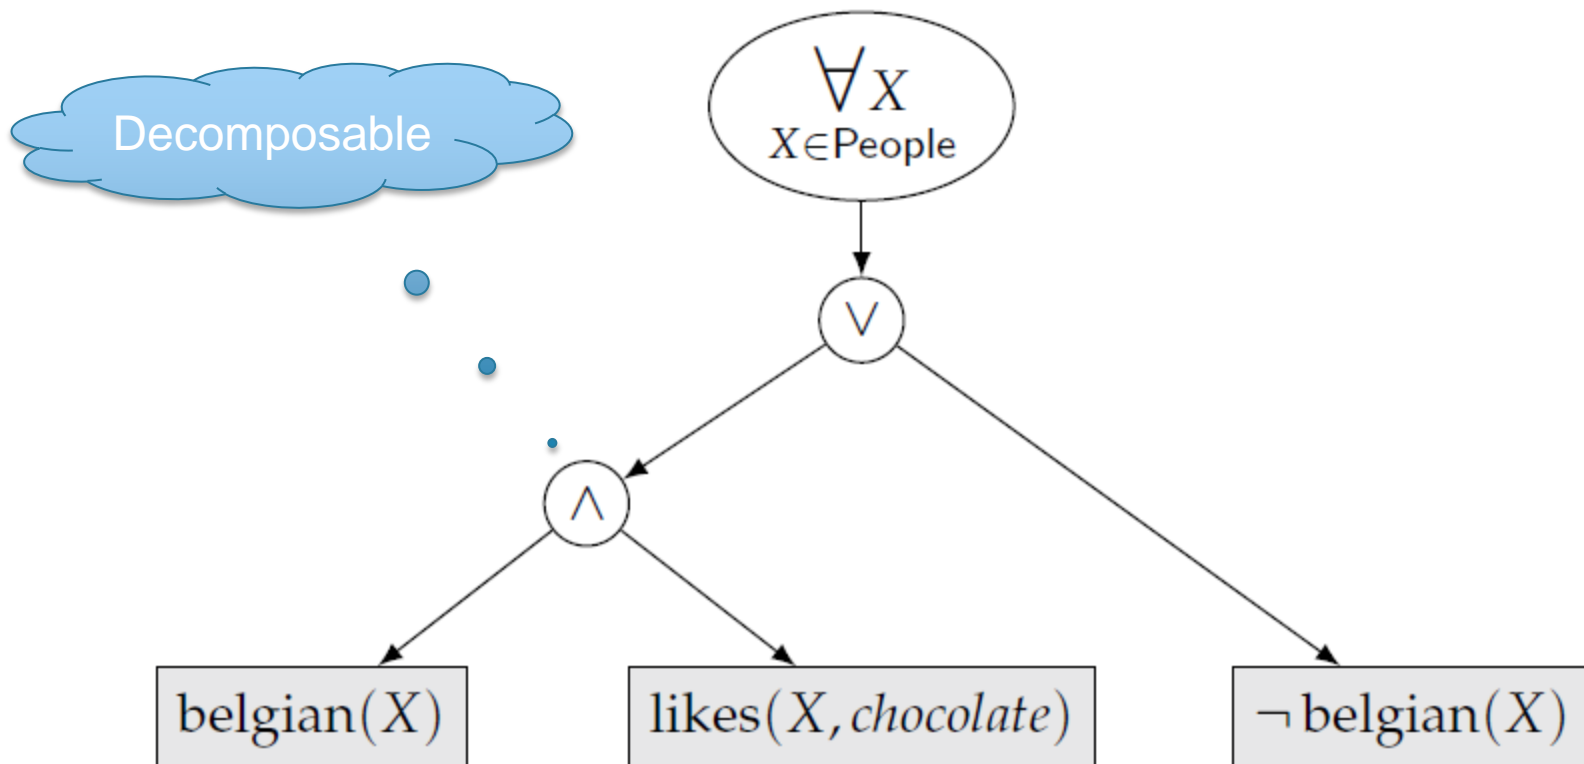 Decomposable
∀X
X∈People
∨
∧
belgian(X)
likes(X, chocolate)
¬ belgian(X)